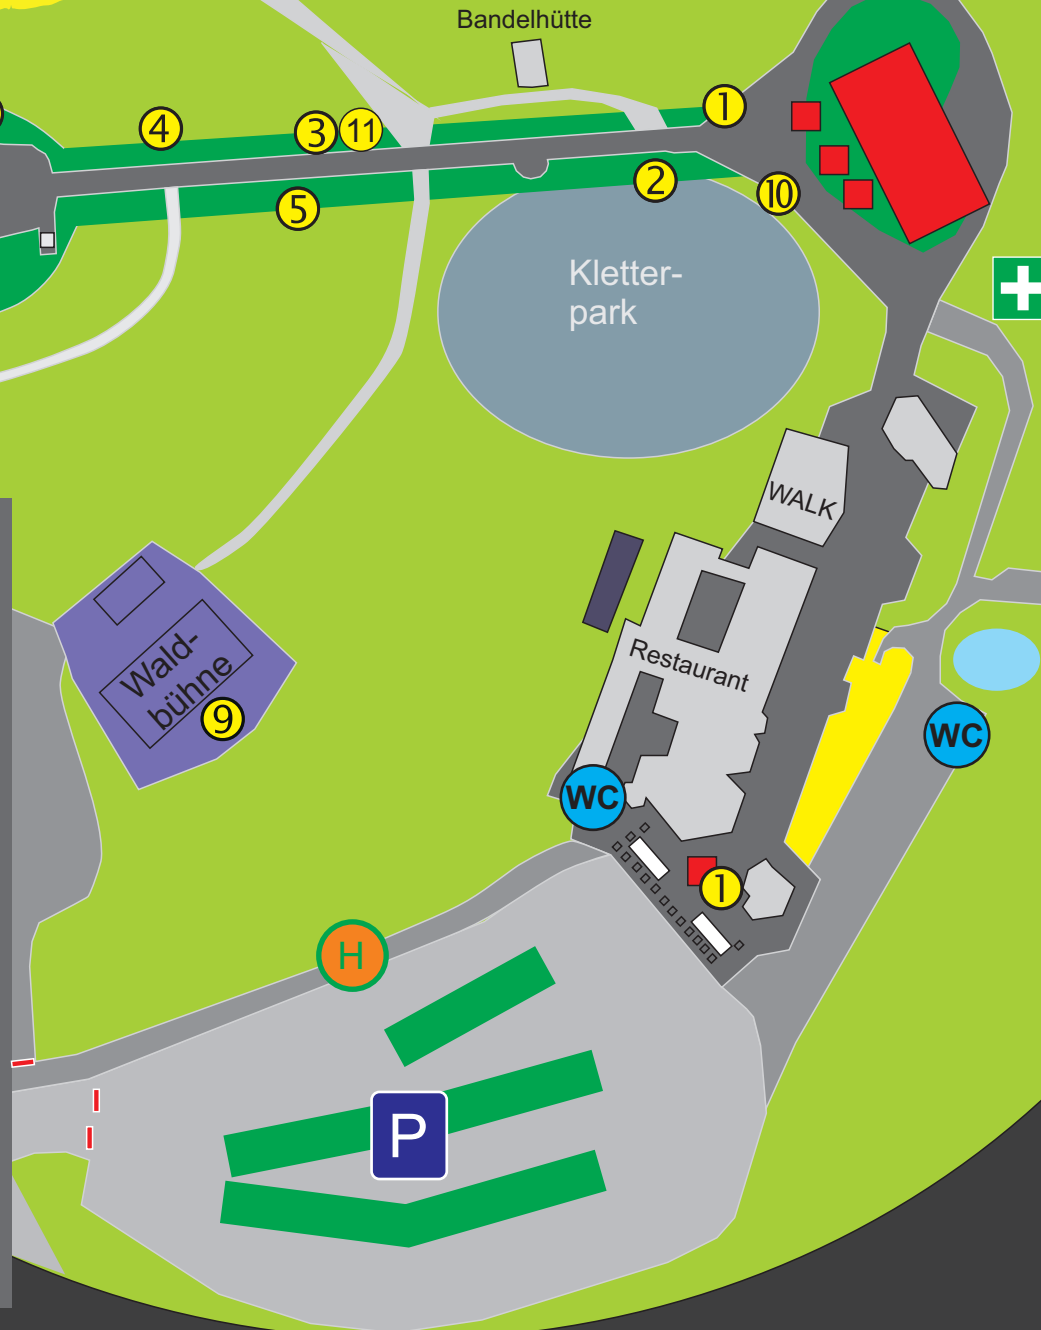 Bandelhütte
1
4
3
11
2
10
5
Kletter-
park
WALK
Restaurant
Wald-
bühne
9
WC
WC
1
H
P